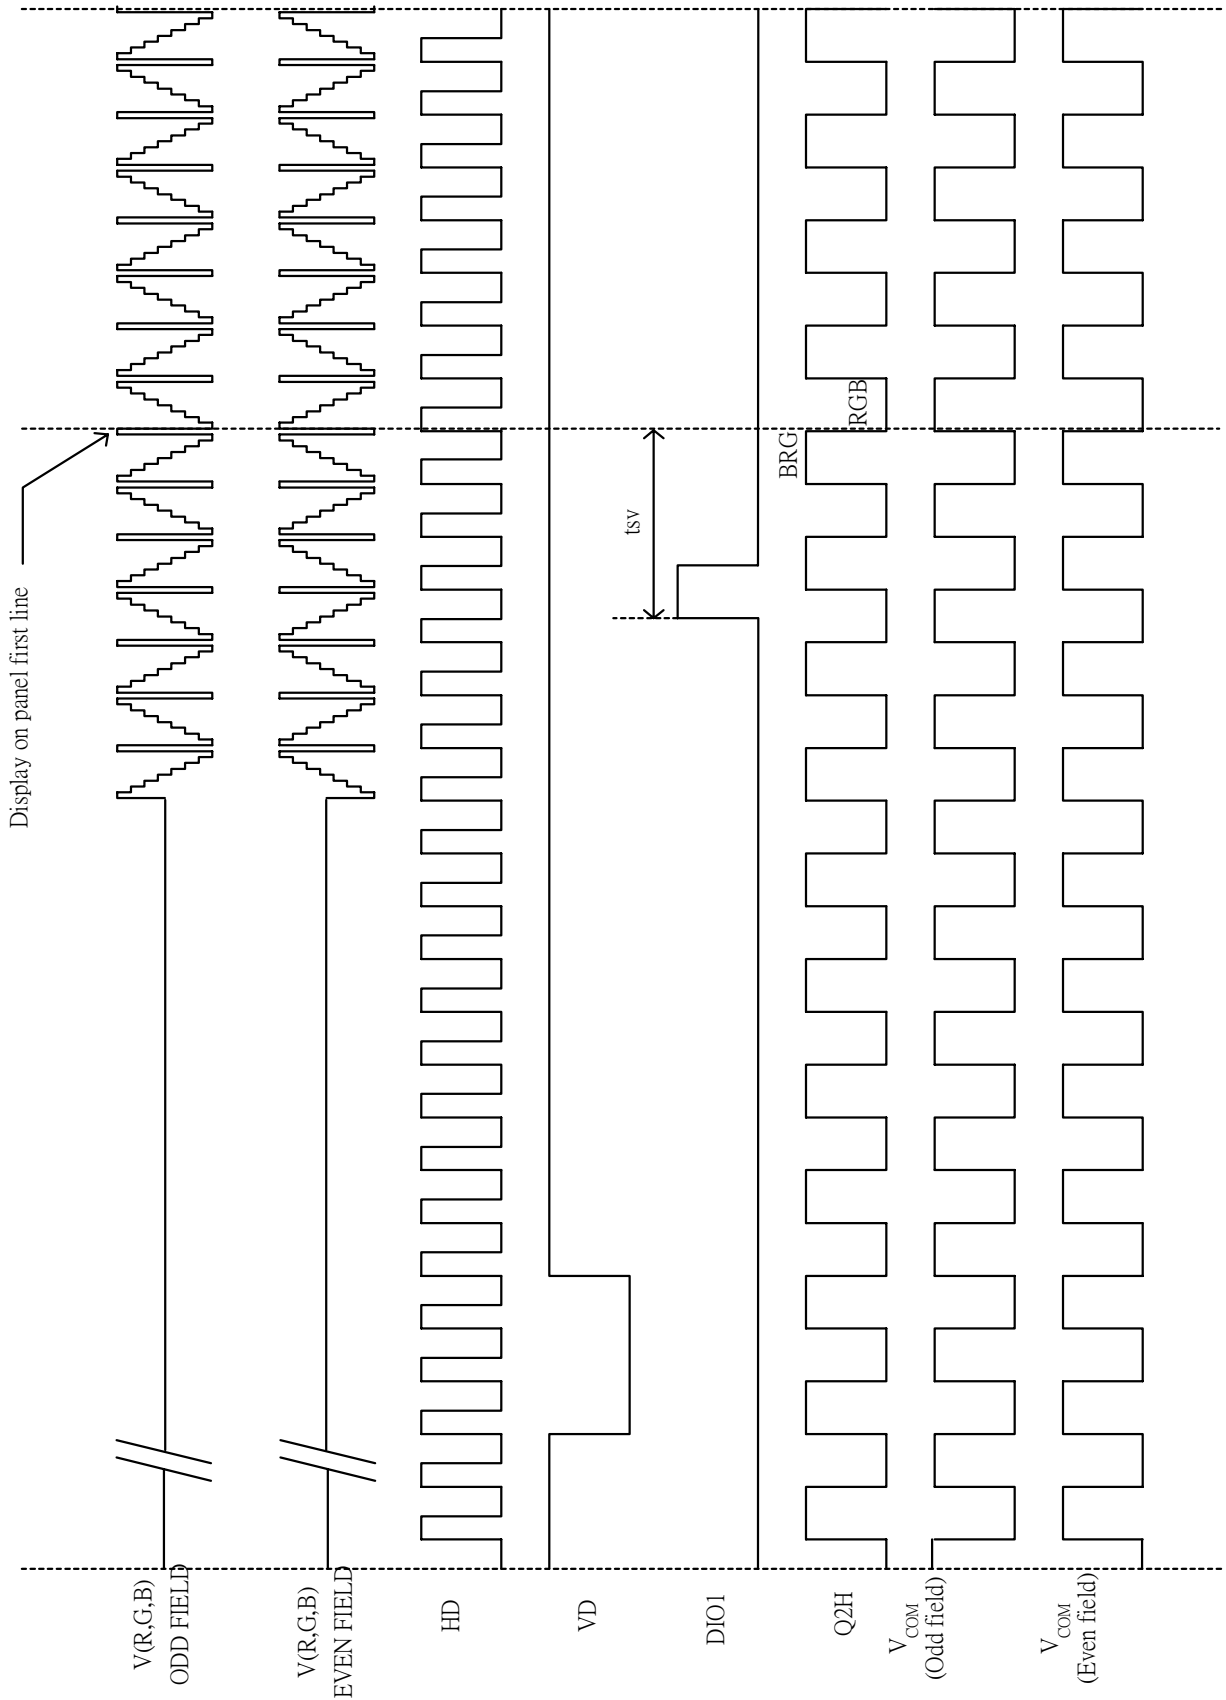 Display on panel first line
tsv
BRG
RGB
V(R,G,B)
ODD FIELD
V(R,G,B)
EVEN FIELD
HD
VD
DIO1
Q2H
VCOM
(Odd field)
VCOM
(Even field)